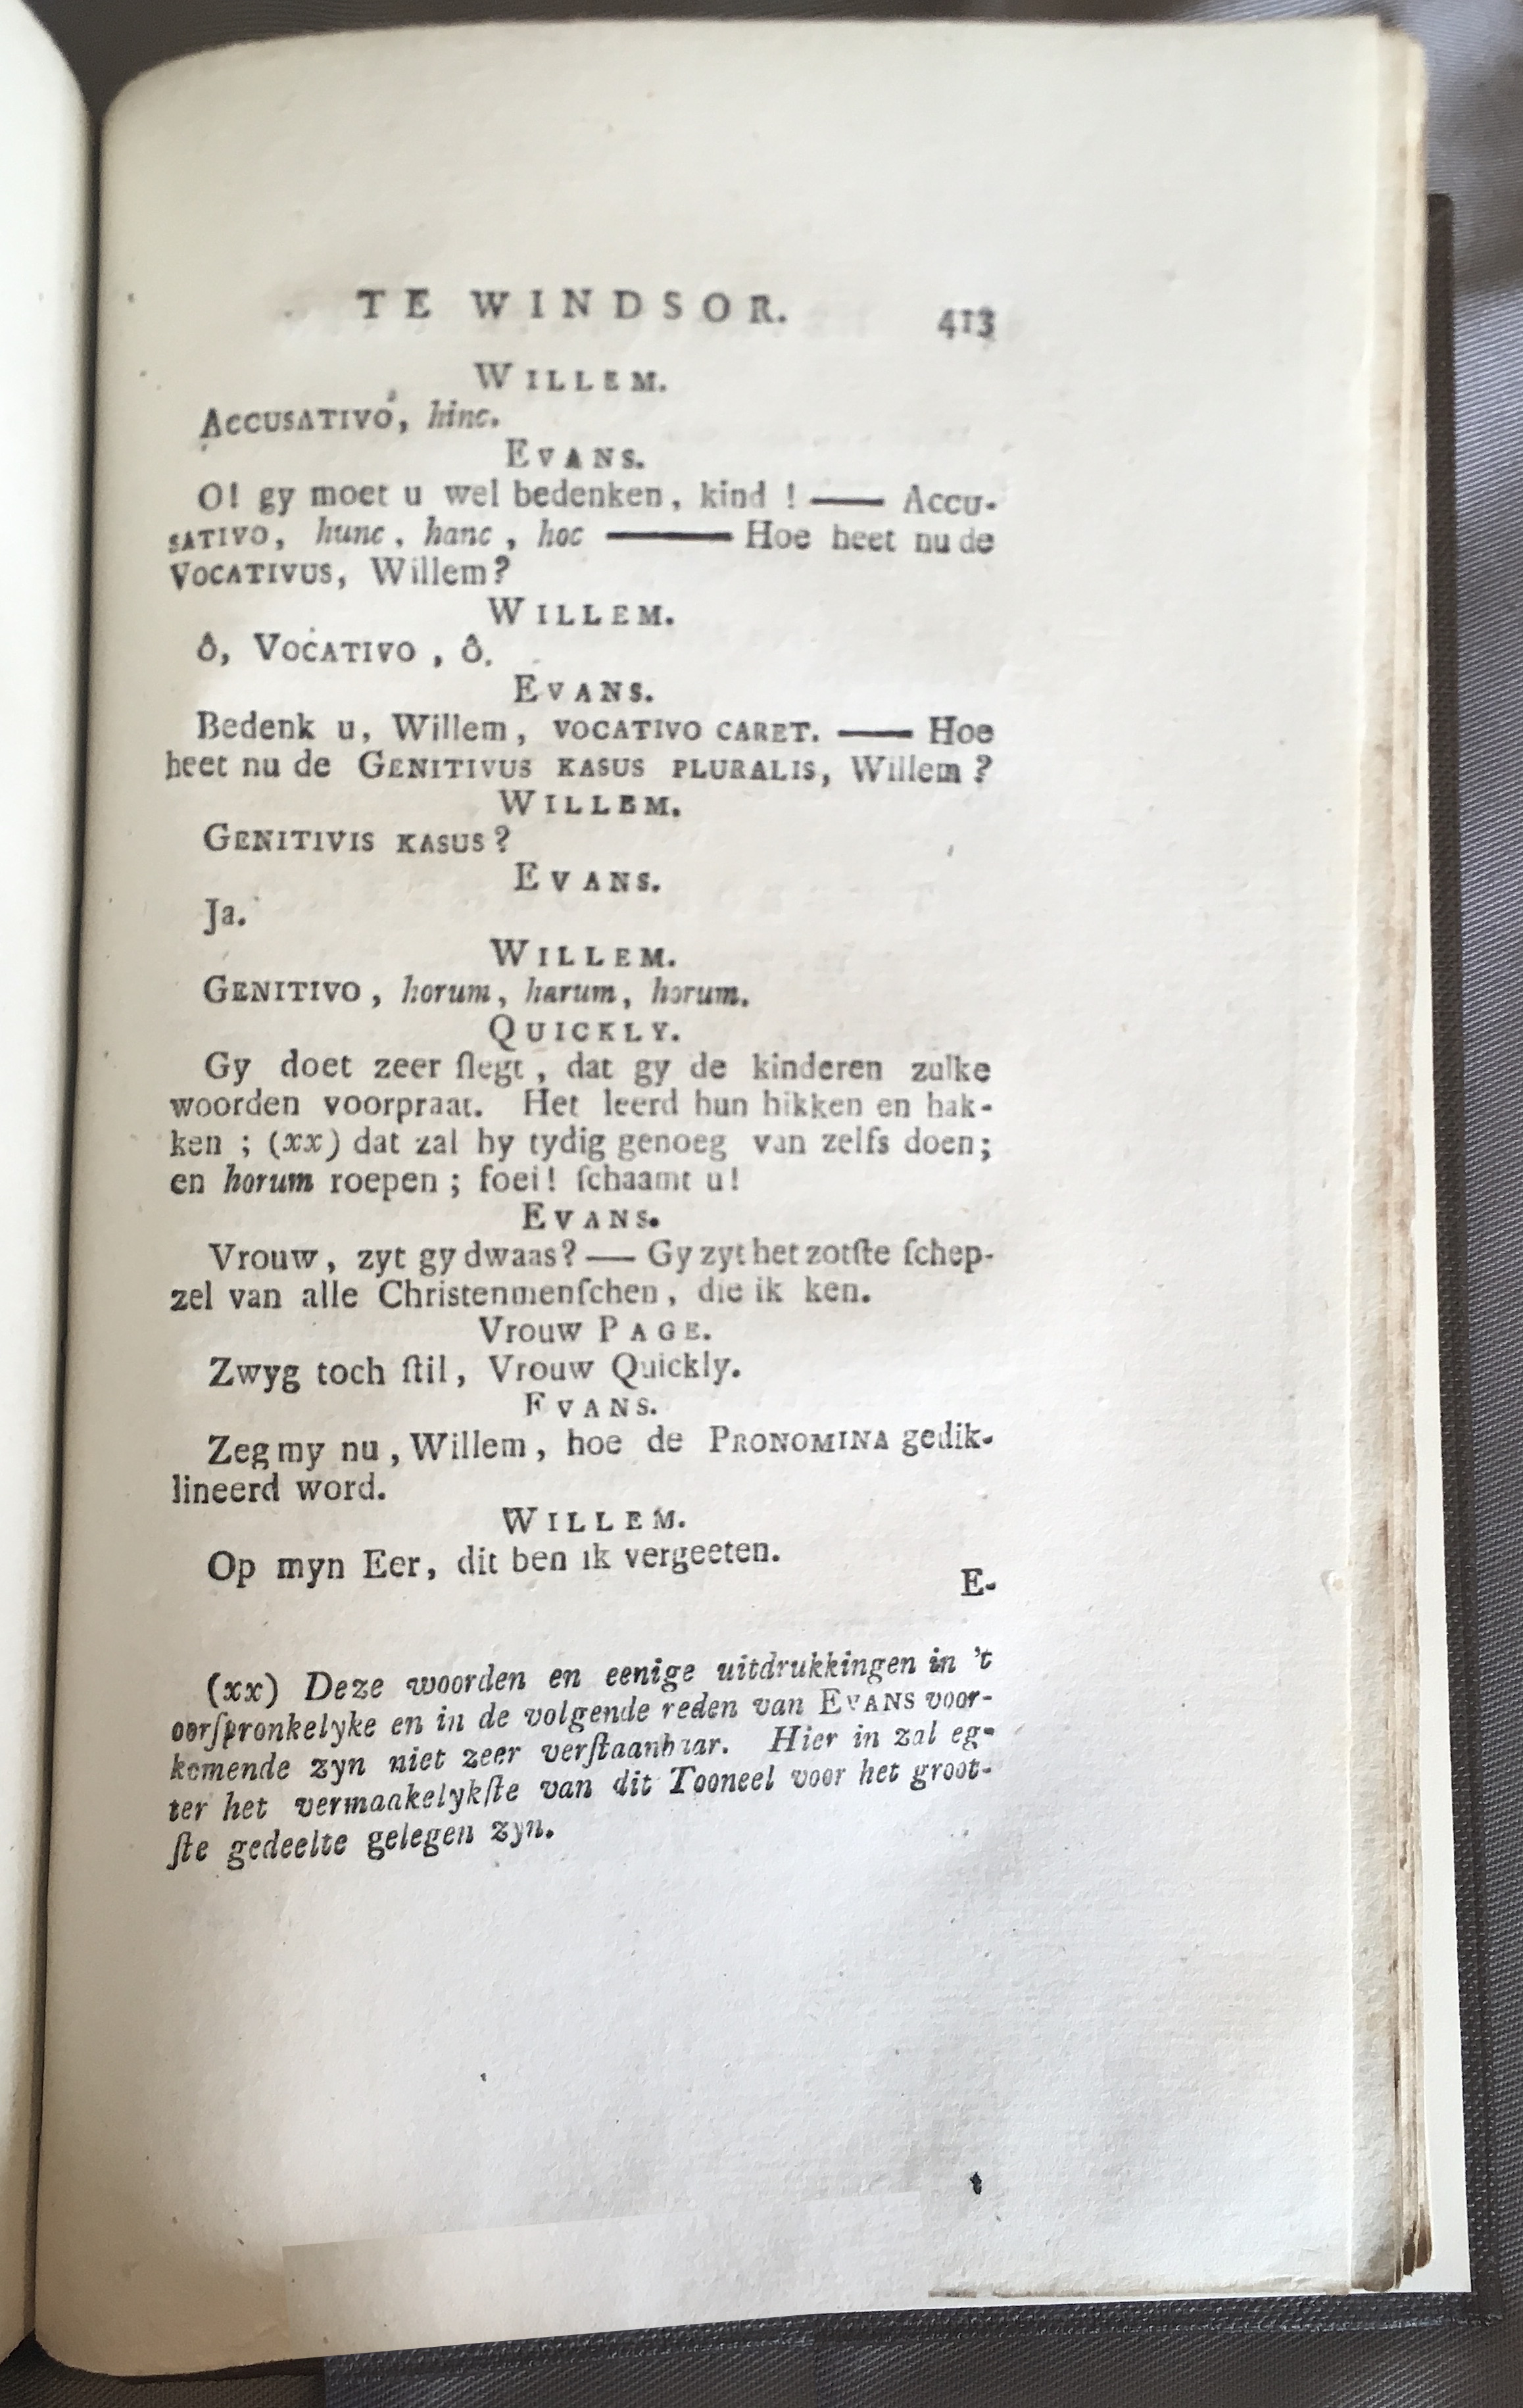 TE WINDSOR. 413
WILLEM.
ACCUSATIVO, hinc.
EVANS.
O! gy moet u wel bedenken, kind ! —— ACCU-
SATIVO, hunc, hanc, hoc ——— Hoe heet nu de
VOCATIVUS, Willem?
WILLEM.
ô, VOCATIVO, ô.
EVANS.
Bedenk u, Willem, VOCATIVO CARET. —— Hoe
heet nu de GENITIVUS KASUS PLURALIS, Willem?
WILLEM.
GENITIVIS KASUS?
EVANS.
Ja.
WILLEM.
GENITIVO, horum, harum, horum.
QUICKLY.
Gy doet zeer ſlegt, dat gy de kinderen zulke
woorden voorpraat. Het leerd hun hikken en hak-
ken; (xx) dat zal hy tydig genoeg van zelfs doen;
en horum roepen; foei! ſchaamt u!
EVANS.
Vrouw, zyt gy dwaas? —— Gy zyt het zotſte ſchep-
zel van alle Christenmenſchen, die ik ken.
Vrouw PAGE.
Zwyg toch ſtil, Vrouw Quickly.
EVANS.
Zeg my nu, Willem, hoe de PRONOMINA gedik-
lineerd word.
WILLEM.
Op myn Eer, dit ben ik vergeeten.
E-
(xx) Deze woorden en eenige uitdrukkingen in 't
oorſpronkelyke en in de volgende reden van EVANS voor-
komende zyn niet zeer verſtaanbaar. Hier in zal eg-
ter het vermaakelykſte van dit Tooneel voor het groot-
ſte gedeelte gelegen zyn.